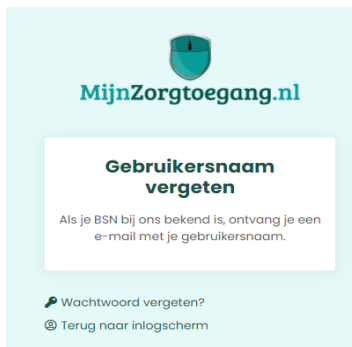 MijnZorgtoegang.nl
Gebruikersnaam
vergeten
Als je BSN bij ons bekend is, ontvang je een
e-mail met je gebruikersnaam.
Wachtwoord vergeten?
Terug naar inlogscherm